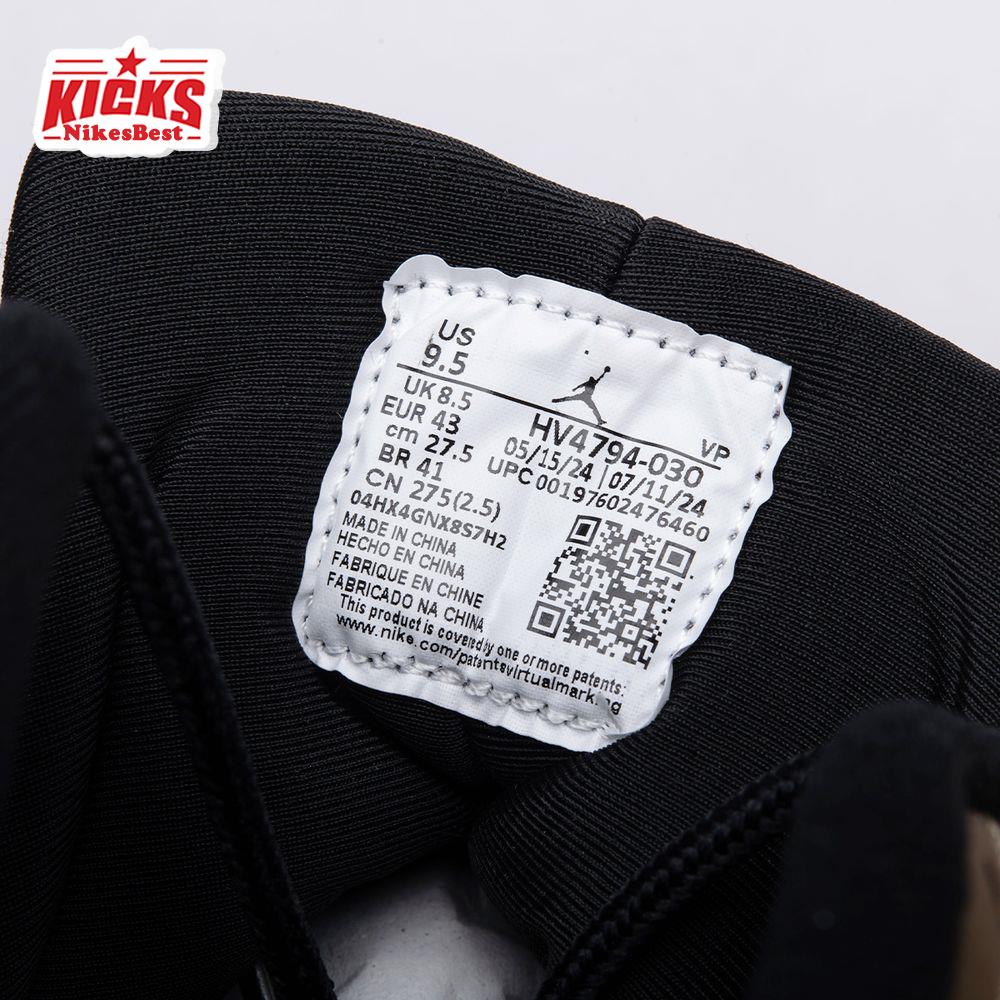 KICKS
NikesBest
US
9.5
UK 8.5
EUR 43
cm 27.5
BR 41
CN 275(2.5)
04HX4GNX8S7H2
MADE IN CHINA
HECHO EN CHINA
FABRIQUE EN CHINE
FABRICADO NA CHINA
VP
HV4794-030
05/15/24 | 07/11/24
UPC 00197602476460
This product is covered by one or more patents:
www.nike.com/patentsvirtualmark.ng